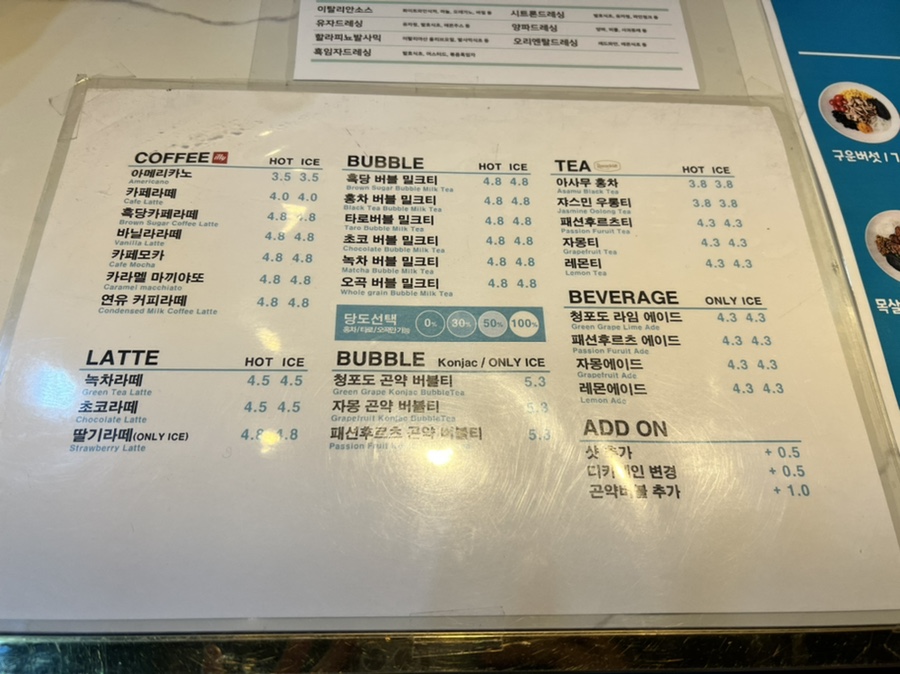 이탈리안소스
시트론드레싱
유자드레싱
양파드레싱
할라피뇨발사믹
오리엔탈드레싱
흑임자드레싱
구운버섯 17
목살
COFFEE illy HOT ICE
아메리카노 3.5 3.5
Americano
카페라떼 4.0 4.0
Cafe Latte
흑당카페라떼 4.8 4.8
Brown Sugar Coffee Latte
바닐라라떼 4.8 4.8
Vanilla Latte
카페모카 4.8 4.8
Cafe Mocha
카라멜 마끼야또 4.8 4.8
Caramel macchiato
연유 커피라떼 4.8 4.8
Condensed Milk Coffee Latte
LATTE HOT ICE
녹차라떼 4.5 4.5
Green Tea Latte
초코라떼 4.5 4.5
Chocolate Latte
딸기라떼(ONLY ICE) 4.8 4.8
Strawberry Latte
BUBBLE HOT ICE
흑당 버블 밀크티 4.8 4.8
Brown Sugar Bubble Milk Tea
홍차 버블 밀크티 4.8 4.8
Black Tea Bubble Milk Tea
타로버블 밀크티 4.8 4.8
Taro Bubble Milk Tea
초코 버블 밀크티 4.8 4.8
Chocolate Bubble Milk Tea
녹차 버블 밀크티 4.8 4.8
Matcha Bubble Milk Tea
오곡 버블 밀크티 4.8 4.8
Whole grain Bubble Milk Tea
당도선택 0% 30% 50% 100%
홍차/타로/오곡만 가능
BUBBLE Konjac / ONLY ICE
청포도 곤약 버블티 5.3
Green Grape Konjac BubbleTea
자몽 곤약 버블티 5.3
Grapefruit Konjac BubbleTea
패션후르츠 곤약 버블티 5.3
Passion Fruit
TEA HOT ICE
아사무 홍차 3.8 3.8
Asamu Black Tea
자스민 우롱티 3.8 3.8
Jasmine Oolong Tea
패션후르츠티 4.3 4.3
Passion Furuit Tea
자몽티 4.3 4.3
Grapefruit Tea
레몬티 4.3 4.3
Lemon Tea
BEVERAGE ONLY ICE
청포도 라임 에이드 4.3 4.3
Green Grape Lime Ade
패션후르츠 에이드 4.3 4.3
Passion Furuit Ade
자몽에이드 4.3 4.3
Grapefruit Ade
레몬에이드 4.3 4.3
Lemon Ade
ADD ON
샷 추가 + 0.5
디카페인 변경 + 0.5
곤약버블 추가 + 1.0